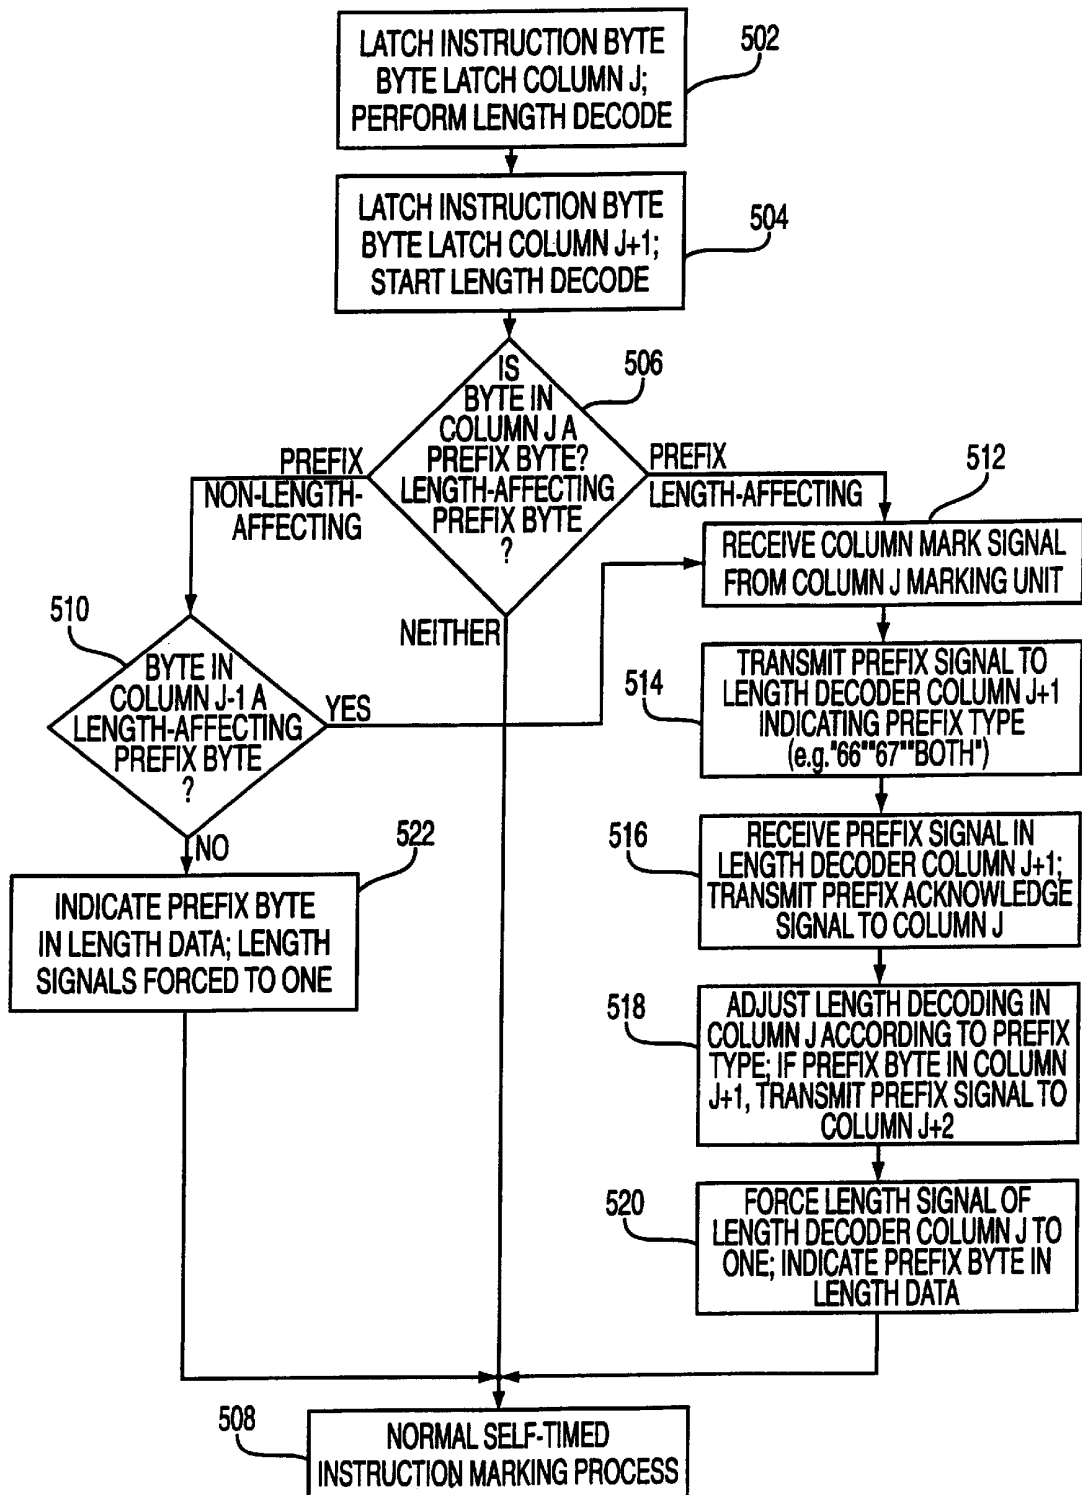 LATCH INSTRUCTION BYTE
BYTE LATCH COLUMN J;
PERFORM LENGTH DECODE
502
LATCH INSTRUCTION BYTE
BYTE LATCH COLUMN J+1;
START LENGTH DECODE
504
IS
BYTE IN
COLUMN J A
PREFIX BYTE?
LENGTH-AFFECTING
PREFIX BYTE
?
506
PREFIX
NON-LENGTH-
AFFECTING
PREFIX
LENGTH-AFFECTING
NEITHER
512
RECEIVE COLUMN MARK SIGNAL
FROM COLUMN J MARKING UNIT
510
BYTE IN
COLUMN J-1 A
LENGTH-AFFECTING
PREFIX BYTE
?
YES
NO
514
TRANSMIT PREFIX SIGNAL TO
LENGTH DECODER COLUMN J+1
INDICATING PREFIX TYPE
(e.g."66""67""BOTH")
522
INDICATE PREFIX BYTE
IN LENGTH DATA; LENGTH
SIGNALS FORCED TO ONE
516
RECEIVE PREFIX SIGNAL IN
LENGTH DECODER COLUMN J+1;
TRANSMIT PREFIX ACKNOWLEDGE
SIGNAL TO COLUMN J
518
ADJUST LENGTH DECODING IN
COLUMN J ACCORDING TO PREFIX
TYPE; IF PREFIX BYTE IN COLUMN
J+1, TRANSMIT PREFIX SIGNAL TO
COLUMN J+2
520
FORCE LENGTH SIGNAL OF
LENGTH DECODER COLUMN J TO
ONE; INDICATE PREFIX BYTE IN
LENGTH DATA
508
NORMAL SELF-TIMED
INSTRUCTION MARKING PROCESS